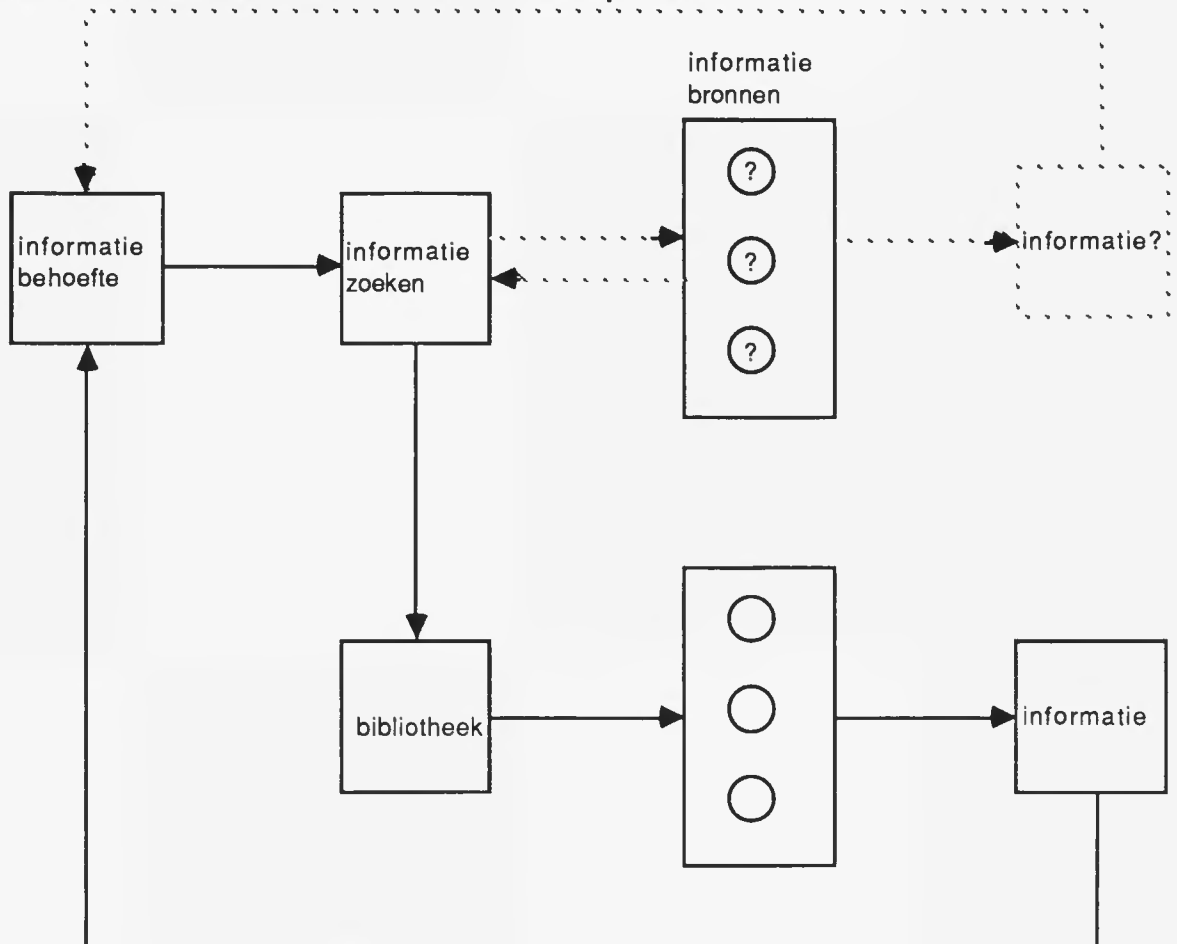 informatie
bronnen
?
informatie
behoefte
informatie
zoeken
?
informatie?
?
bibliotheek
informatie